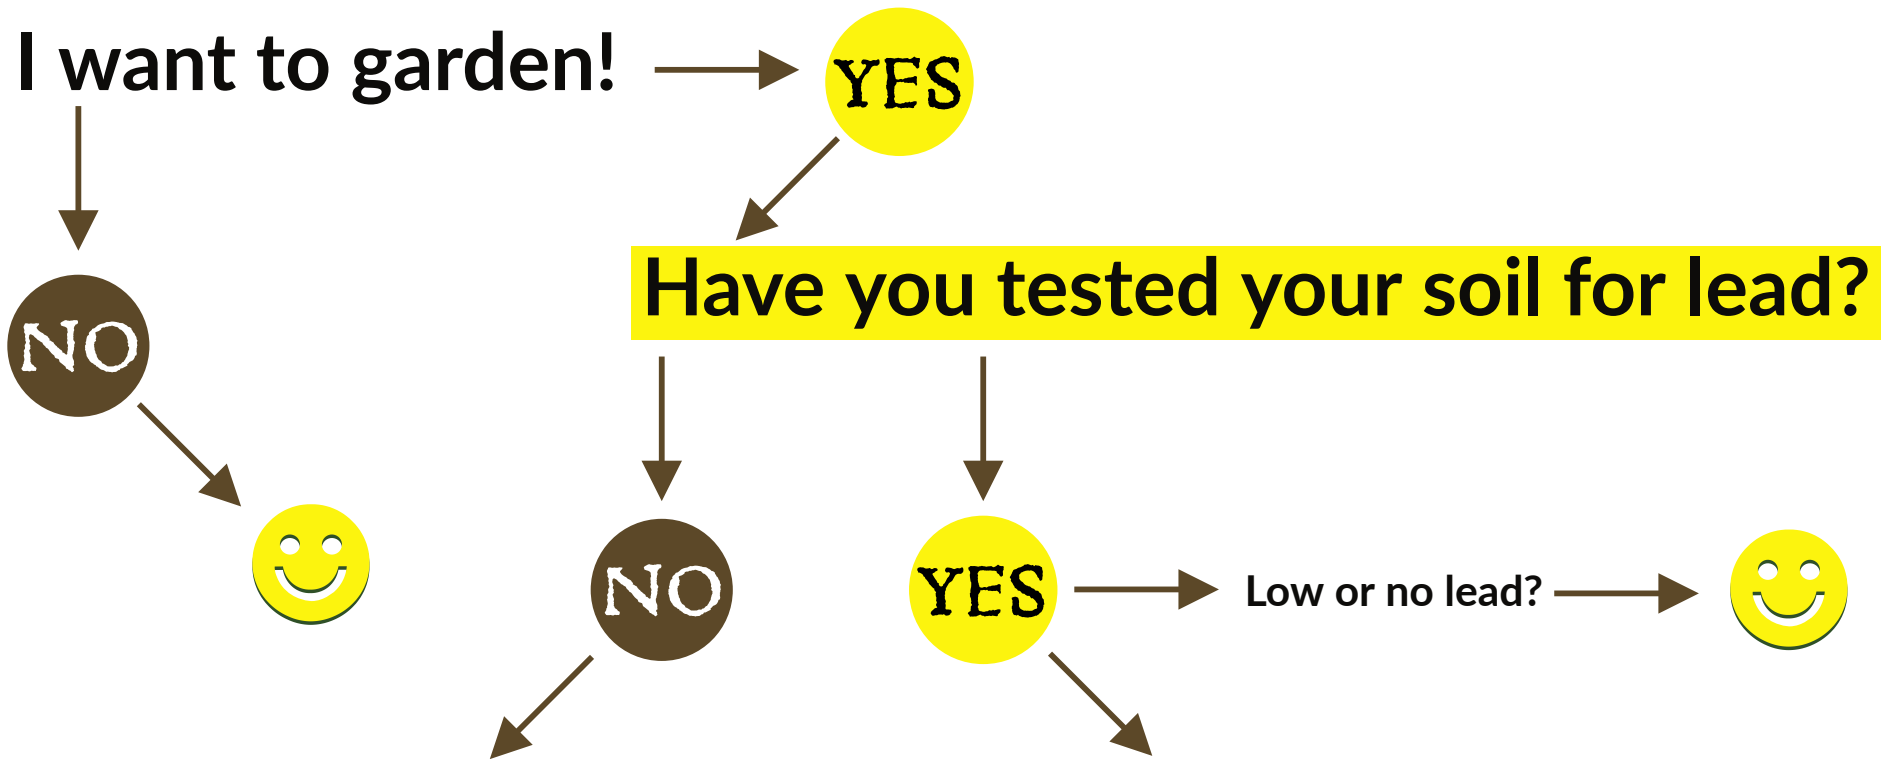 I want to garden!
YES
Have you tested your soil for lead?
NO
NO
YES
Low or no lead?